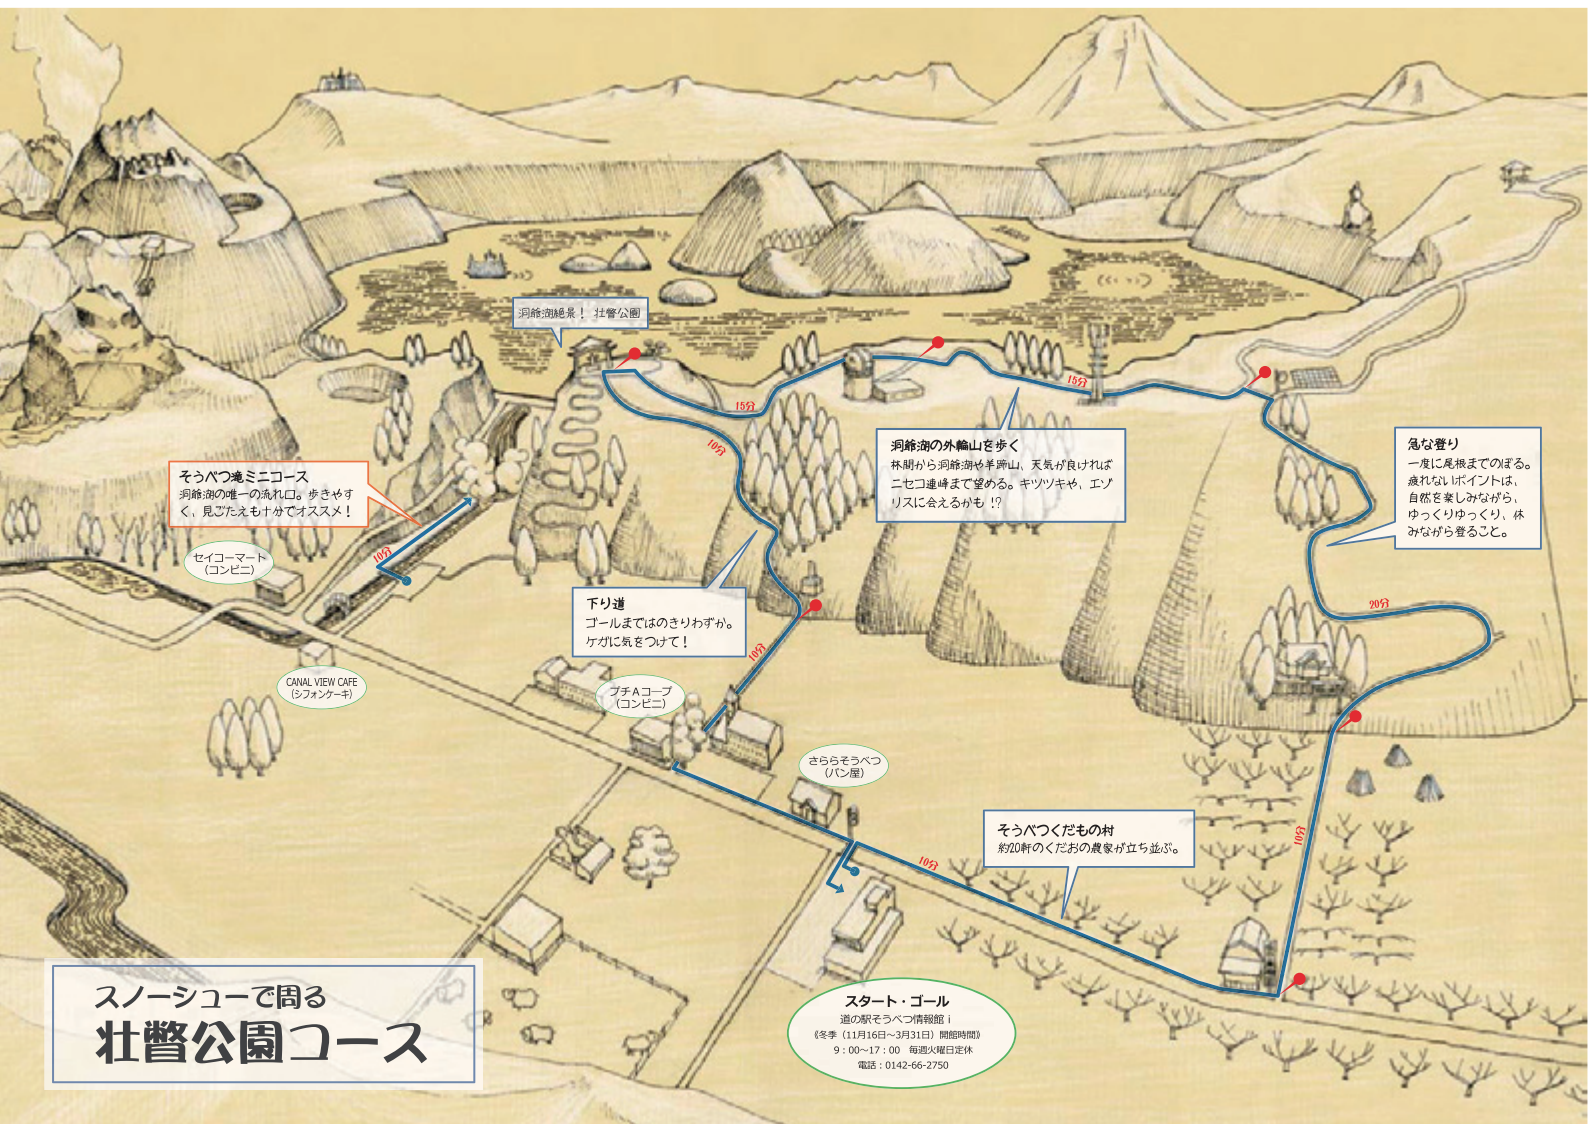 洞爺湖絶景！ 壮瞥公園
15分
10分
15分
洞爺湖の外輪山を歩く
林間から洞爺湖や羊蹄山、天気が良ければ
ニセコ連峰まで望める。キツツキや、エゾ
リスに会えるかも！？
急な登り
一度に尾根までのぼる。
疲れないポイントは、
自然を楽しみながら、
ゆっくりゆっくり、休
みながら登ること。
そうべつ滝ミニコース
洞爺湖の唯一の流れ口。歩きやす
く、見ごたえも十分でオススメ！
10分
セイコーマート
（コンビニ）
下り道
ゴールまではのきりわずか。
ケガに気をつけて！
20分
10分
CANAL VIEW CAFE
（シフォンケーキ）
プチAコープ
（コンビニ）
さららそうべつ
（パン屋）
そうべつくだもの村
約20軒のくだおの農家が立ち並ぶ。
10分
10分
スノーシューで周る
壮瞥公園コース
スタート・ゴール
道の駅そうべつ情報館 i
《冬季（11月16日～3月31日）開館時間》
9：00～17：00 毎週火曜日定休
電話：0142-66-2750